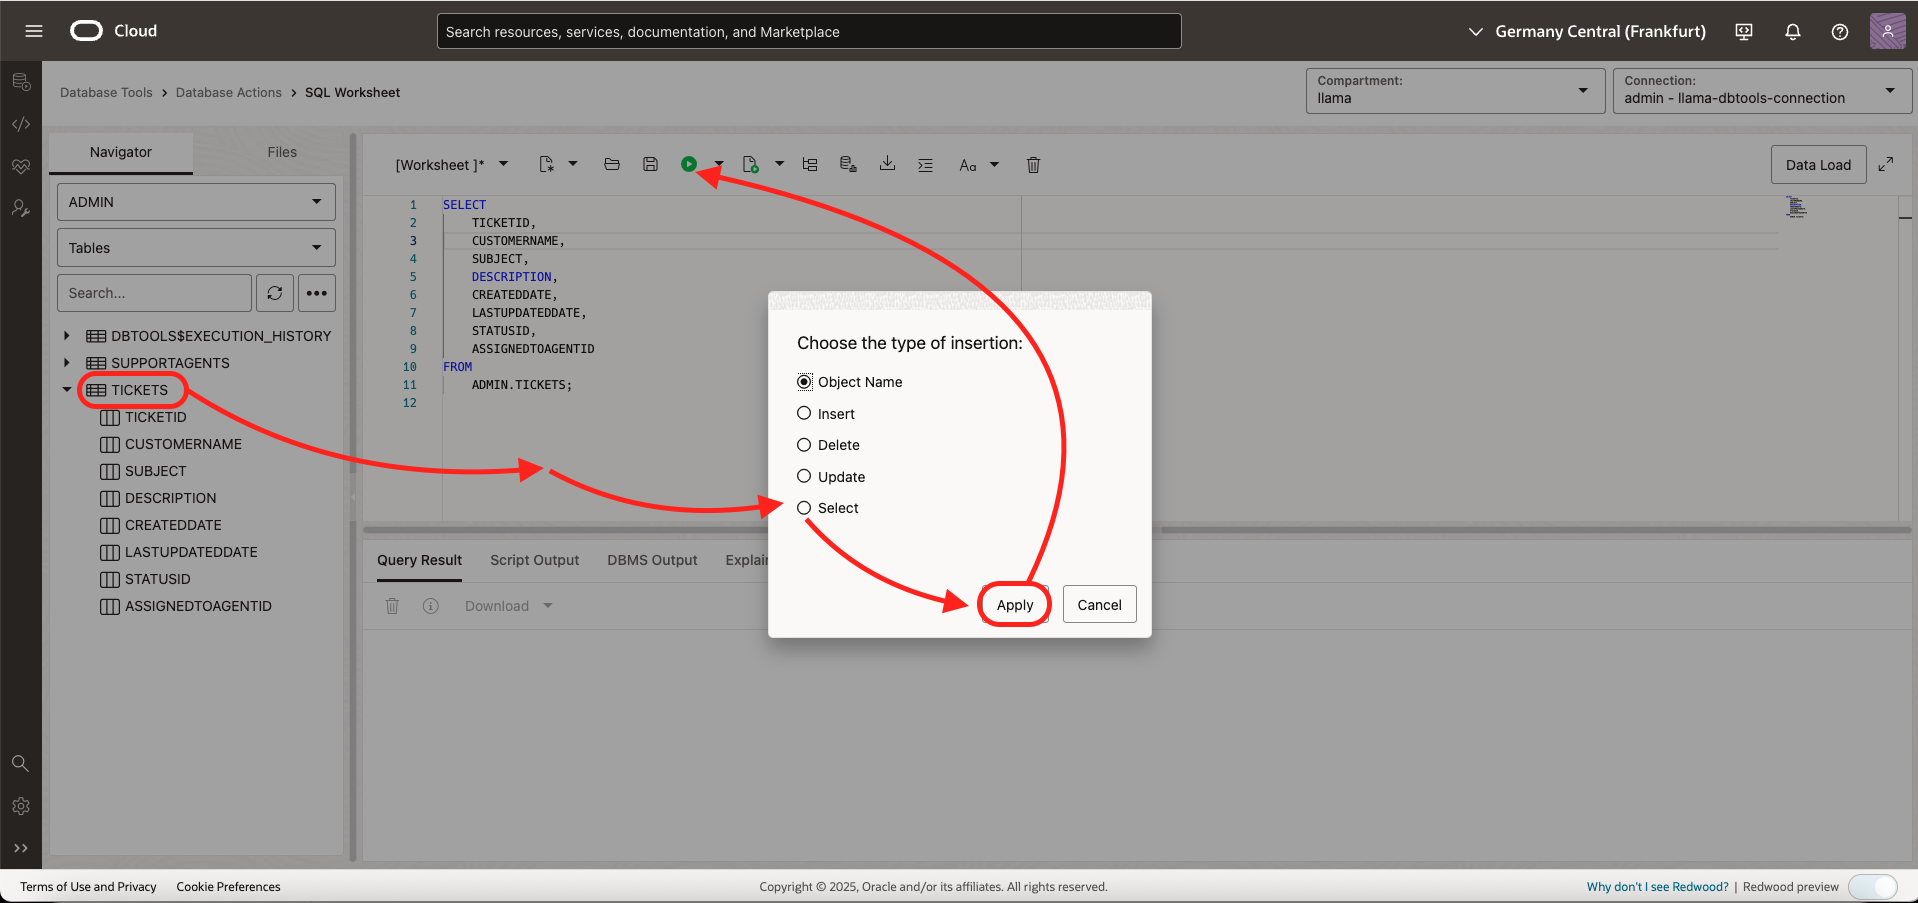 Cloud
Search resources, services, documentation, and Marketplace
Germany Central (Frankfurt)
Database Tools > Database Actions > SQL Worksheet
Compartment:
llama
Connection:
admin - llama-dbtools-connection
Navigator
Files
[Worksheet ]*
Aa
Data Load
ADMIN
Tables
Search...
DBTOOLS$EXECUTION_HISTORY
SUPPORTAGENTS
TICKETS
TICKETID
CUSTOMERNAME
SUBJECT
DESCRIPTION
CREATEDDATE
LASTUPDATEDDATE
STATUSID
ASSIGNEDTOAGENTID
1 SELECT
2 TICKETID,
3 CUSTOMERNAME,
4 SUBJECT,
5 DESCRIPTION,
6 CREATEDDATE,
7 LASTUPDATEDDATE,
8 STATUSID,
9 ASSIGNEDTOAGENTID
10 FROM
11 ADMIN.TICKETS;
12
Choose the type of insertion:
Object Name
Insert
Delete
Update
Select
Apply
Cancel
Query Result
Script Output
DBMS Output
Explai
Download
Terms of Use and Privacy
Cookie Preferences
Copyright © 2025, Oracle and/or its affiliates. All rights reserved.
Why don't I see Redwood? | Redwood preview